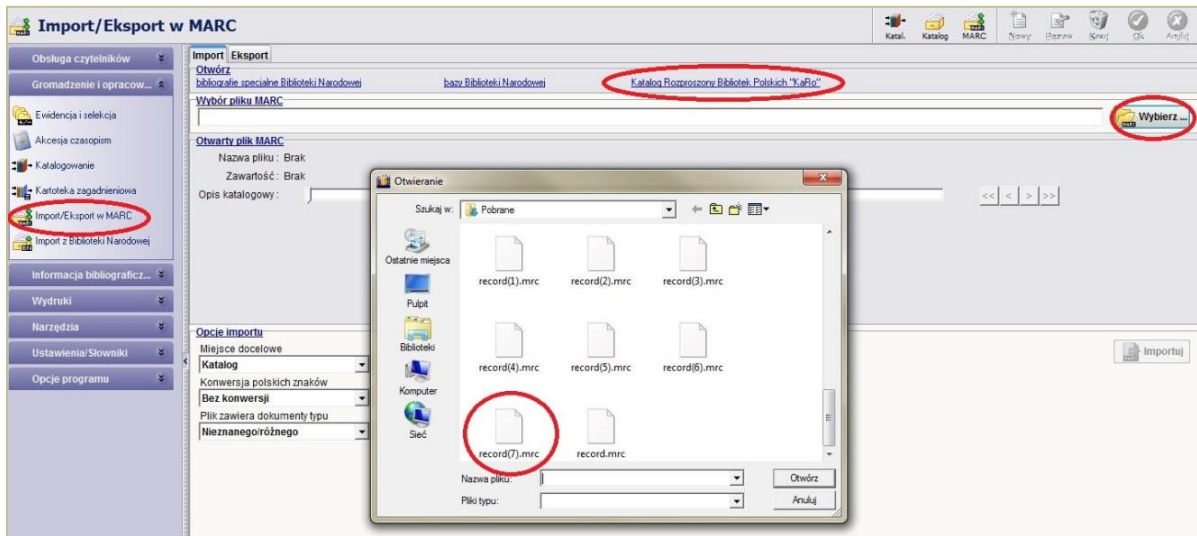 Import/Eksport w MARC
Katal.
Katalog
MARC
Nowy
Popraw
Kasuj
Ok
Anuluj
Obsługa czytelników
Gromadzenie i opracow...
Ewidencja i selekcja
Akcesja czasopism
Katalogowanie
Kartoteka zagadnieniowa
Import/Eksport w MARC
Import z Biblioteki Narodowej
Informacja bibliograficz...
Wydruki
Narzędzia
Ustawienia/Słowniki
Opcje programu
Import Eksport
Otwórz
bibliografie specjalne Biblioteki Narodowej
bazy Biblioteki Narodowej
Katalog Rozproszony Bibliotek Polskich "KaRo"
Wybór pliku MARC
Wybierz ...
Otwarty plik MARC
Nazwa pliku : Brak
Zawartość : Brak
Opis katalogowy :
<< < > >>
Opcje importu
Miejsce docelowe
Katalog
Konwersja polskich znaków
Bez konwersji
Plik zawiera dokumenty typu
Nieznanego/różnego
Importuj
Otwieranie
Szukaj w: Pobrane
Ostatnie miejsca
Pulpit
Biblioteki
Komputer
Sieć
record(1).mrc record(2).mrc record(3).mrc
record(4).mrc record(5).mrc record(6).mrc
record(7).mrc record.mrc
Nazwa pliku:
Otwórz
Pliki typu:
Anuluj